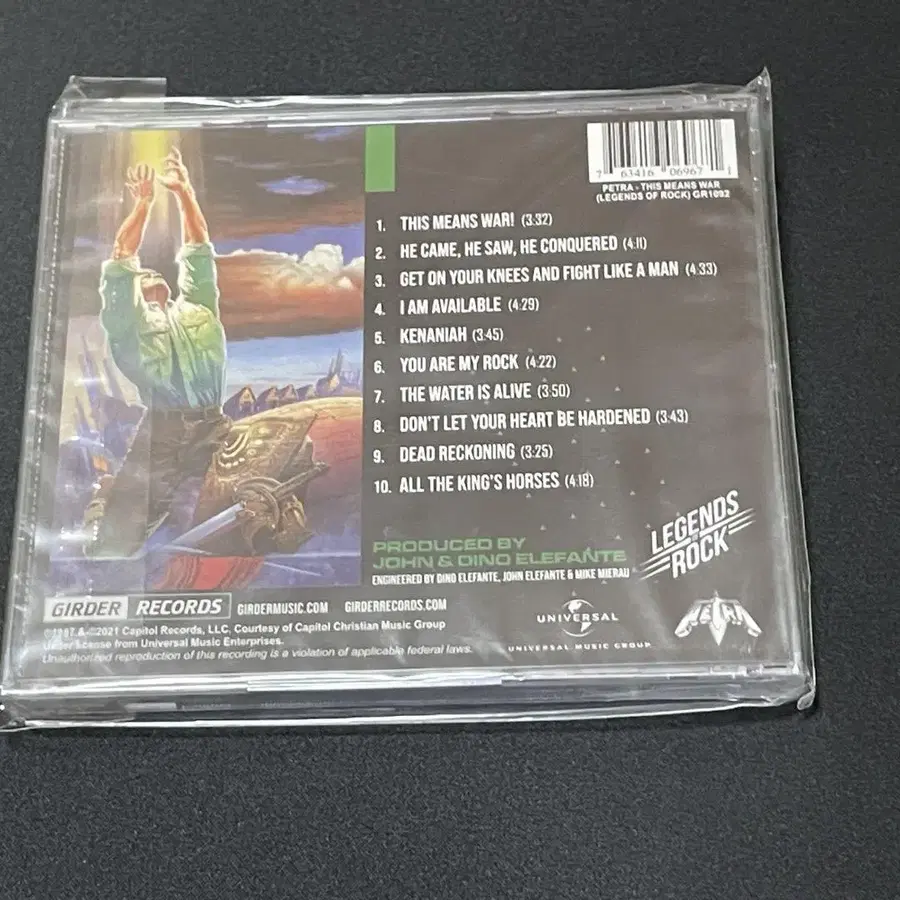 7 63416 06967 1
PETRA - THIS MEANS WAR
(LEGENDS OF ROCK) GR1092
1. THIS MEANS WAR! (3:32)
2. HE CAME, HE SAW, HE CONQUERED (4:11)
3. GET ON YOUR KNEES AND FIGHT LIKE A MAN (4:33)
4. I AM AVAILABLE (4:29)
5. KENANIAH (3:45)
6. YOU ARE MY ROCK (4:22)
7. THE WATER IS ALIVE (3:50)
8. DON'T LET YOUR HEART BE HARDENED (3:43)
9. DEAD RECKONING (3:25)
10. ALL THE KING'S HORSES (4:18)
PRODUCED BY
JOHN & DINO ELEFANTE
ENGINEERED BY DINO ELEFANTE, JOHN ELEFANTE & MIKE MIERAU
LEGENDS
OF
ROCK
GIRDER RECORDS GIRDERMUSIC.COM GIRDERRECORDS.COM
℗1987 & ©2021 Capitol Records, LLC. Courtesy of Capitol Christian Music Group
Under license from Universal Music Enterprises.
Unauthorized reproduction of this recording is a violation of applicable federal laws.
UNIVERSAL
UNIVERSAL MUSIC GROUP
PETRA